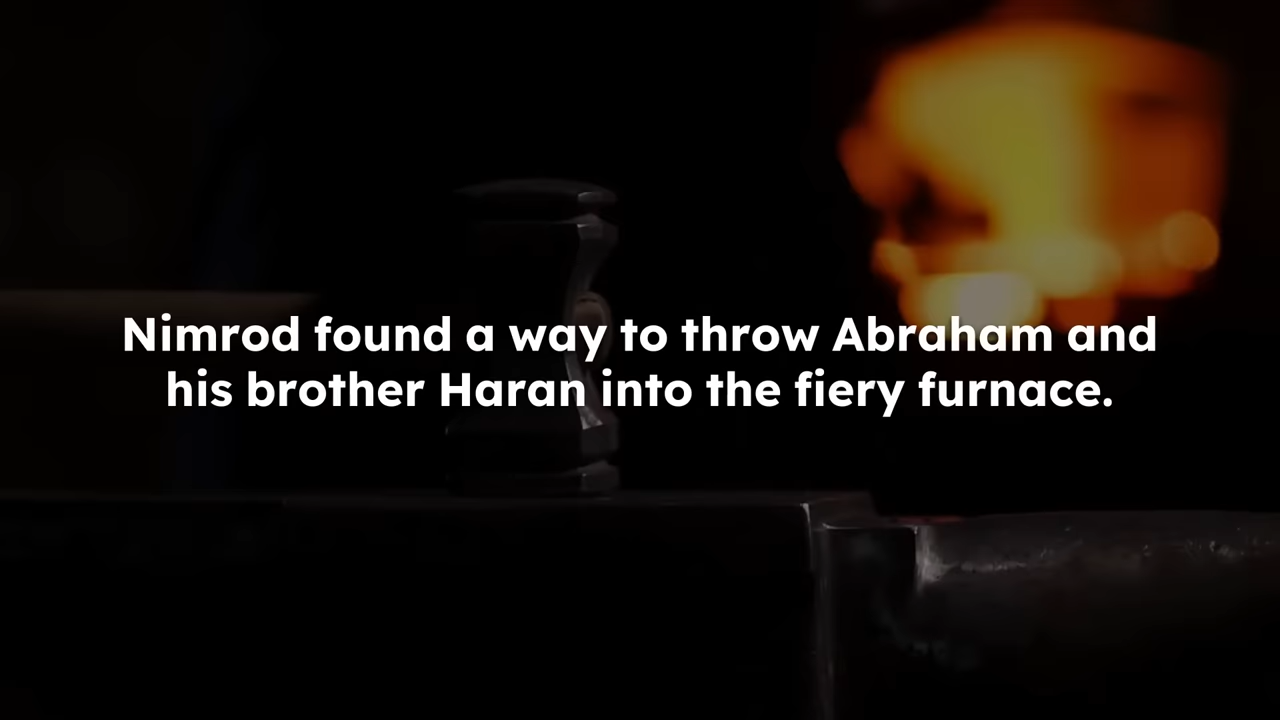 Nimrod found a way to throw Abraham and
his brother Haran into the fiery furnace.